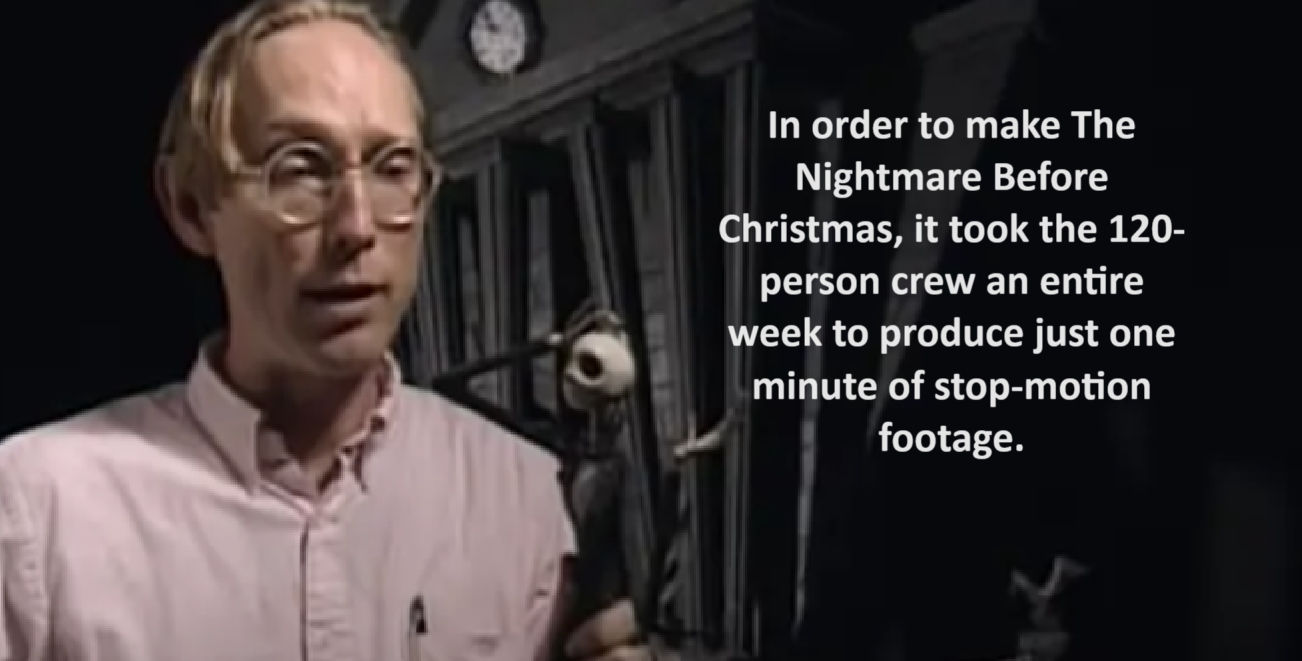 In order to make The
Nightmare Before
Christmas, it took the 120-
person crew an entire
week to produce just one
minute of stop-motion
footage.